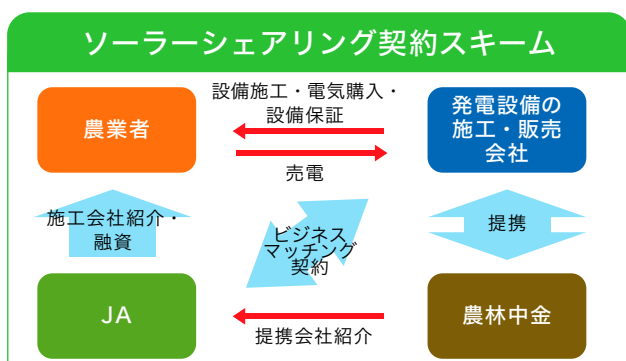 ソーラーシェアリング契約スキーム
設備施工・電気購入・
設備保証
農業者
発電設備の
施工・販売
会社
売電
施工会社紹介・
融資
ビジネス
マッチング
契約
提携
JA
農林中金
提携会社紹介